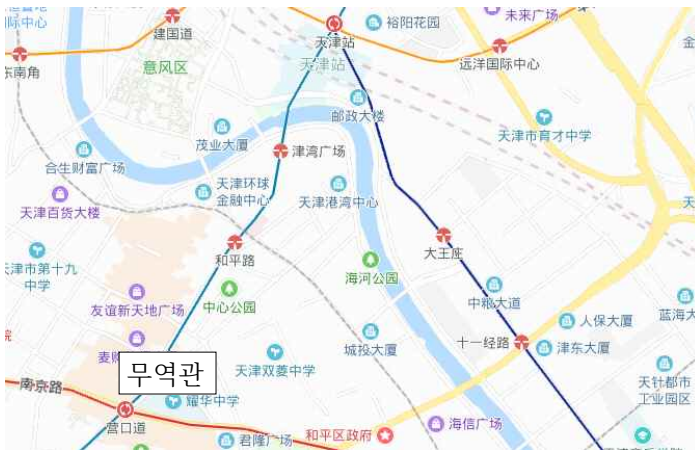 国际中心
建国道
天津站
裕阳花园
未来广场
东南角
意风区
天津站
远洋国际中心
邮政大楼
茂业大厦
天津市育才中学
津湾广场
合生财富广场
天津环球
金融中心
天津港湾中心
天津百货大楼
和平路
大王庄
天津市第十九
中学
海河公园
中心公园
中粮大道
友谊新天地广场
人保大厦
蓝海大
城投大厦
十一经路
津东大厦
麦购
무역관
天津双菱中学
天针都市
工业园区
南京路
耀华中学
营口道
君隆广场
和平区政府
海信广场